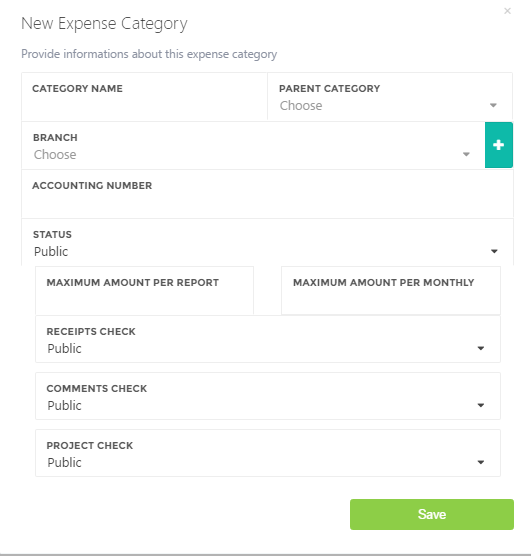 ×
New Expense Category
Provide informations about this expense category
CATEGORY NAME
PARENT CATEGORY
Choose
BRANCH
Choose
+
ACCOUNTING NUMBER
STATUS
Public
MAXIMUM AMOUNT PER REPORT
MAXIMUM AMOUNT PER MONTHLY
RECEIPTS CHECK
Public
COMMENTS CHECK
Public
PROJECT CHECK
Public
Save